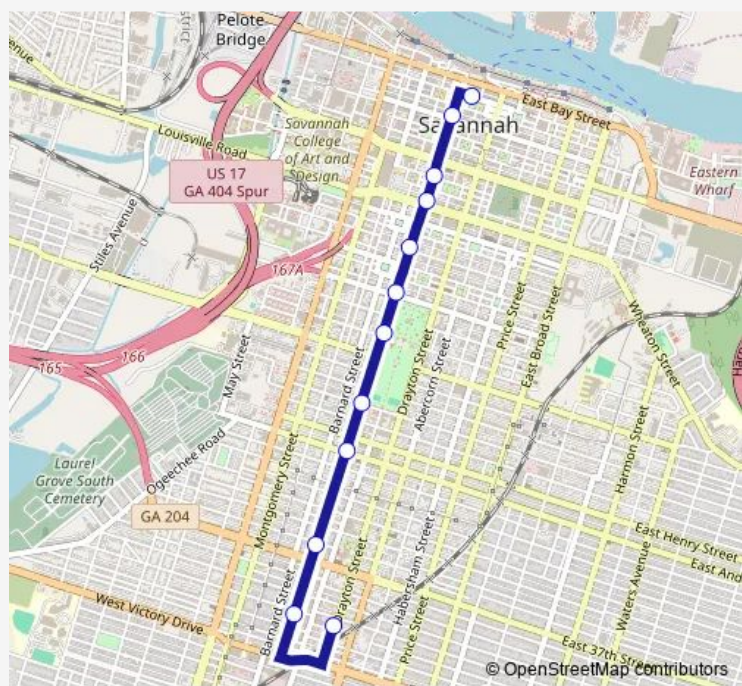 Pelote
Bridge
Louisville Road
Savannah
College
of Art and
Design
East Bay Street
Savannah
Eastern
Wharf
US 17
GA 404 Spur
Stiles Avenue
167A
166
165
May Street
Barnard Street
Drayton Street
Abercorn Street
Price Street
East Broad Street
Wheaton Street
Laurel
Grove South
Cemetery
Ogeechee Road
Montgomery Street
Harmon Street
GA 204
East Henry Street
East And
Habersham Street
Waters Avenue
West Victory Drive
Barnard Street
Drayton Street
Price Street
East 37th Street
© OpenStreetMap contributors